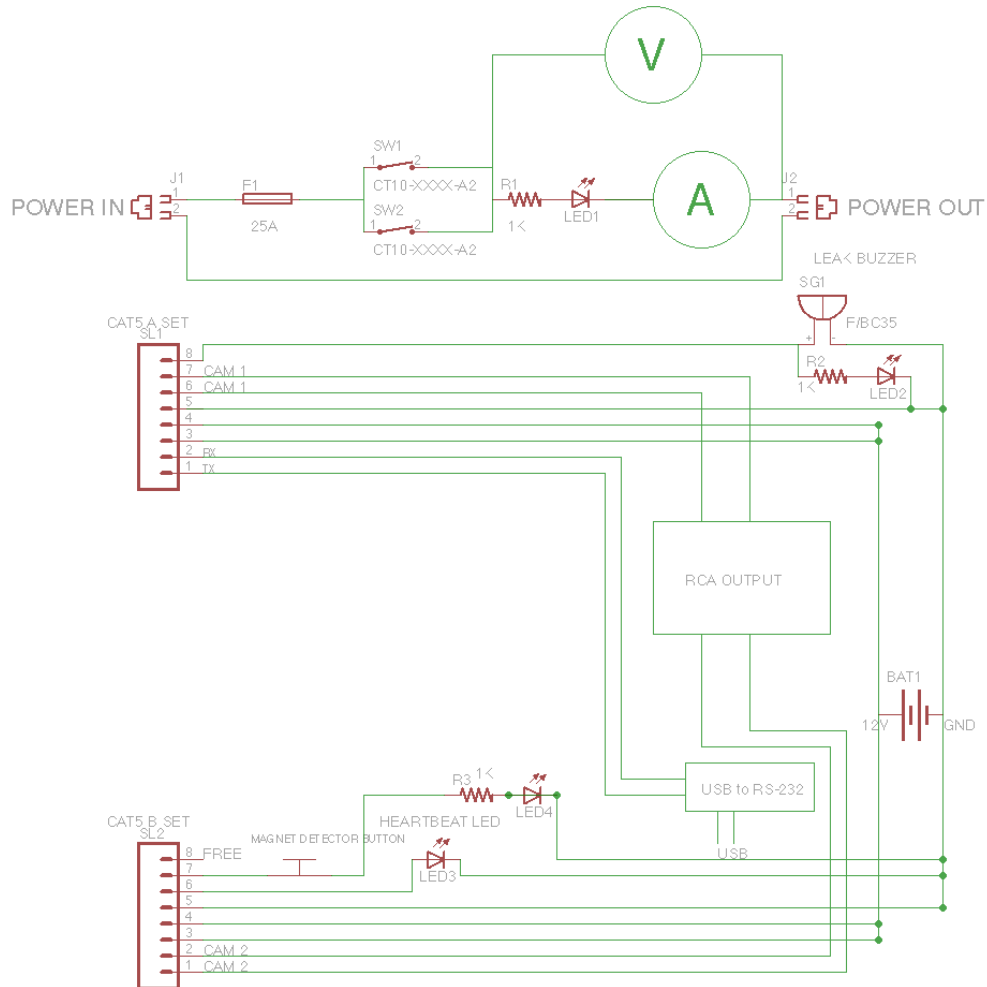 V
SW1
1 2
CT10-XXXX-A2
J1
F1
R1
A
J2
1
1
POWER IN
SW2
LED1
POWER OUT
2
1 2
2
25A
1K
CT10-XXXX-A2
LEAK BUZZER
SG1
CAT5 A SET
F/BC35
SL1
+ -
8
R2
7 CAM 1
1K
6 CAM 1
LED2
5
4
3
2 RX
1 TX
RCA OUTPUT
BAT1
12V
GND
R3 1K
USB to RS-232
LED4
CAT5 B SET
HEARTBEAT LED
SL2
MAGNET DETECTOR BUTTON
USB
8 FREE
7
LED3
6
5
4
3
2 CAM 2
1 CAM 2